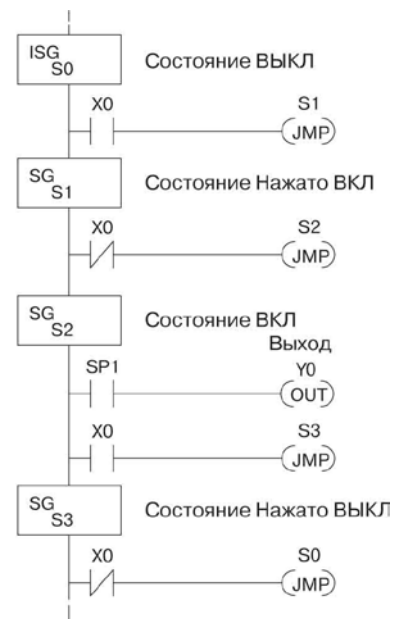 ISG
S0
Состояние ВЫКЛ
X0
S1
JMP
SG
S1
Состояние Нажато ВКЛ
X0
S2
JMP
SG
S2
Состояние ВКЛ
Выход
SP1
Y0
OUT
X0
S3
JMP
SG
S3
Состояние Нажато ВЫКЛ
X0
S0
JMP